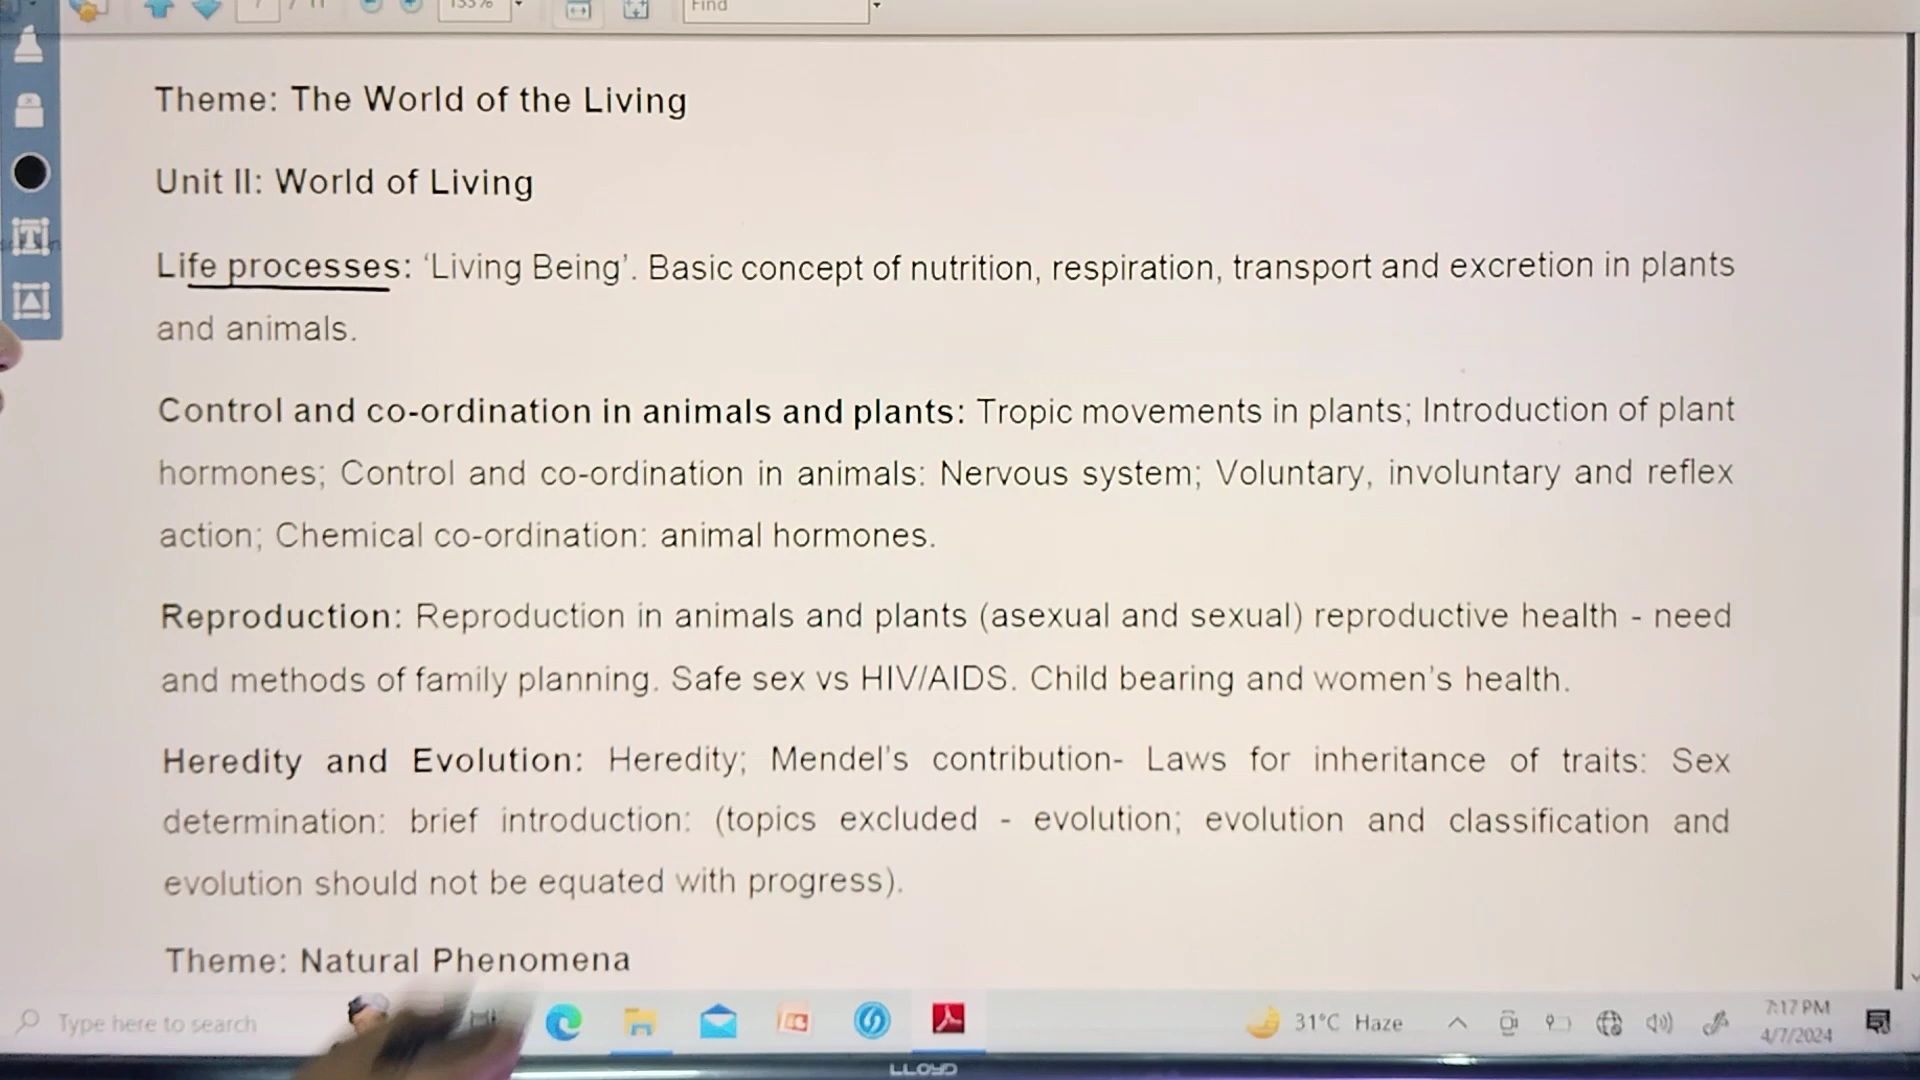 133%
Find
Theme: The World of the Living
Unit II: World of Living
Life processes: ‘Living Being’. Basic concept of nutrition, respiration, transport and excretion in plants
and animals.
Control and co-ordination in animals and plants: Tropic movements in plants; Introduction of plant
hormones; Control and co-ordination in animals: Nervous system; Voluntary, involuntary and reflex
action; Chemical co-ordination: animal hormones.
Reproduction: Reproduction in animals and plants (asexual and sexual) reproductive health - need
and methods of family planning. Safe sex vs HIV/AIDS. Child bearing and women’s health.
Heredity and Evolution: Heredity; Mendel’s contribution- Laws for inheritance of traits: Sex
determination: brief introduction: (topics excluded - evolution; evolution and classification and
evolution should not be equated with progress).
Theme: Natural Phenomena
Type here to search
31°C Haze
7:17 PM
4/7/2024
LLOYD